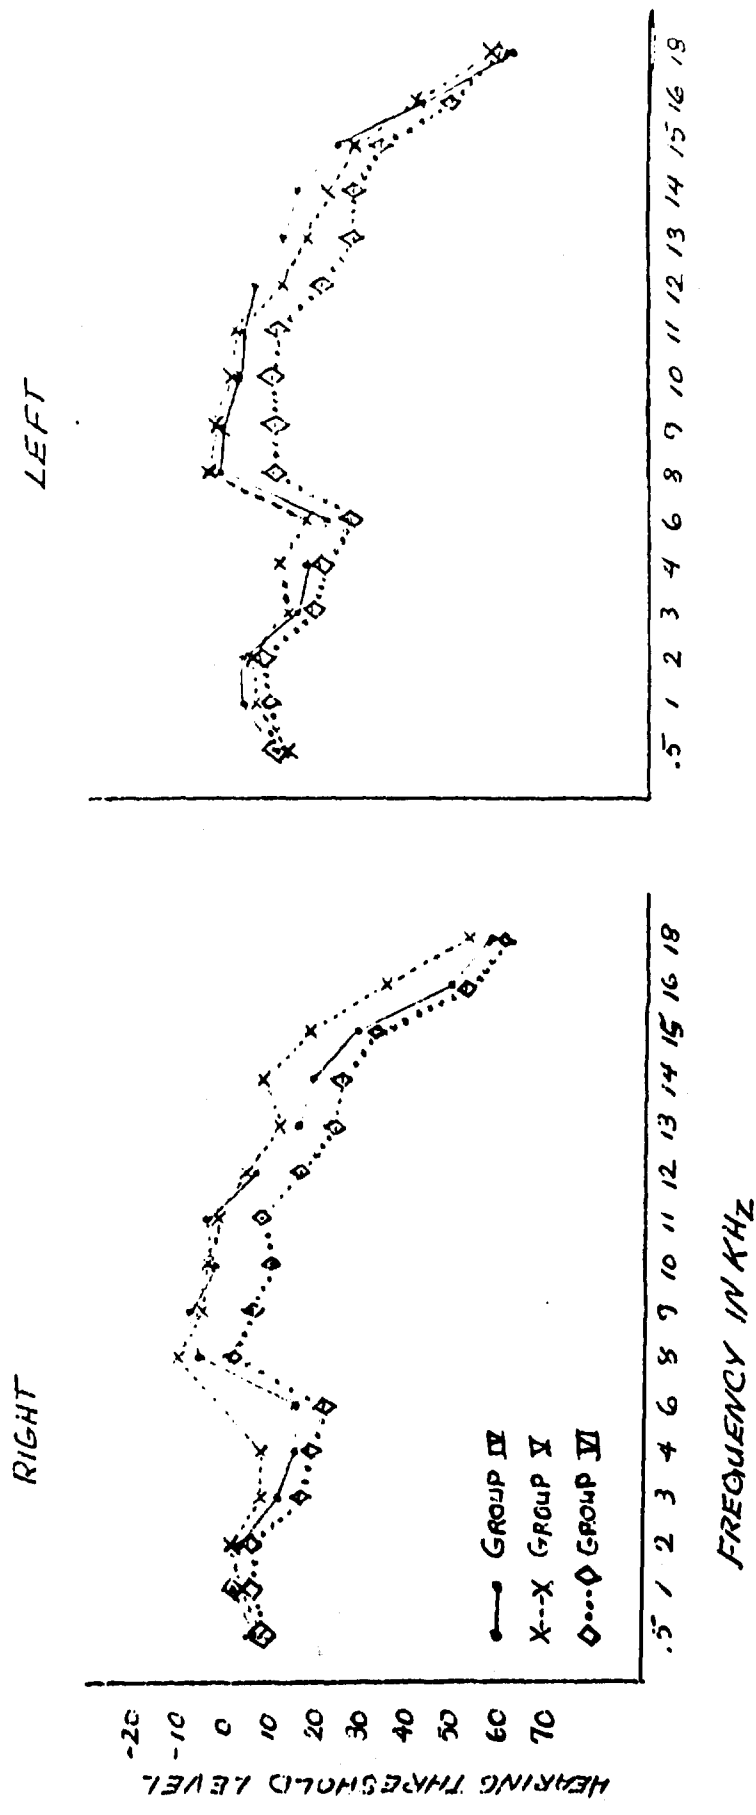 RIGHT
LEFT
HEARING THRESHOLD LEVEL
-20
-10
0
10
20
30
40
50
60
70
GROUP IV
X---X GROUP V
GROUP VI
.5 1 2 3 4 6 8 9 10 11 12 13 14 15 16 18
.5 1 2 3 4 6 8 9 10 11 12 13 14 15 16 18
FREQUENCY IN KHZ